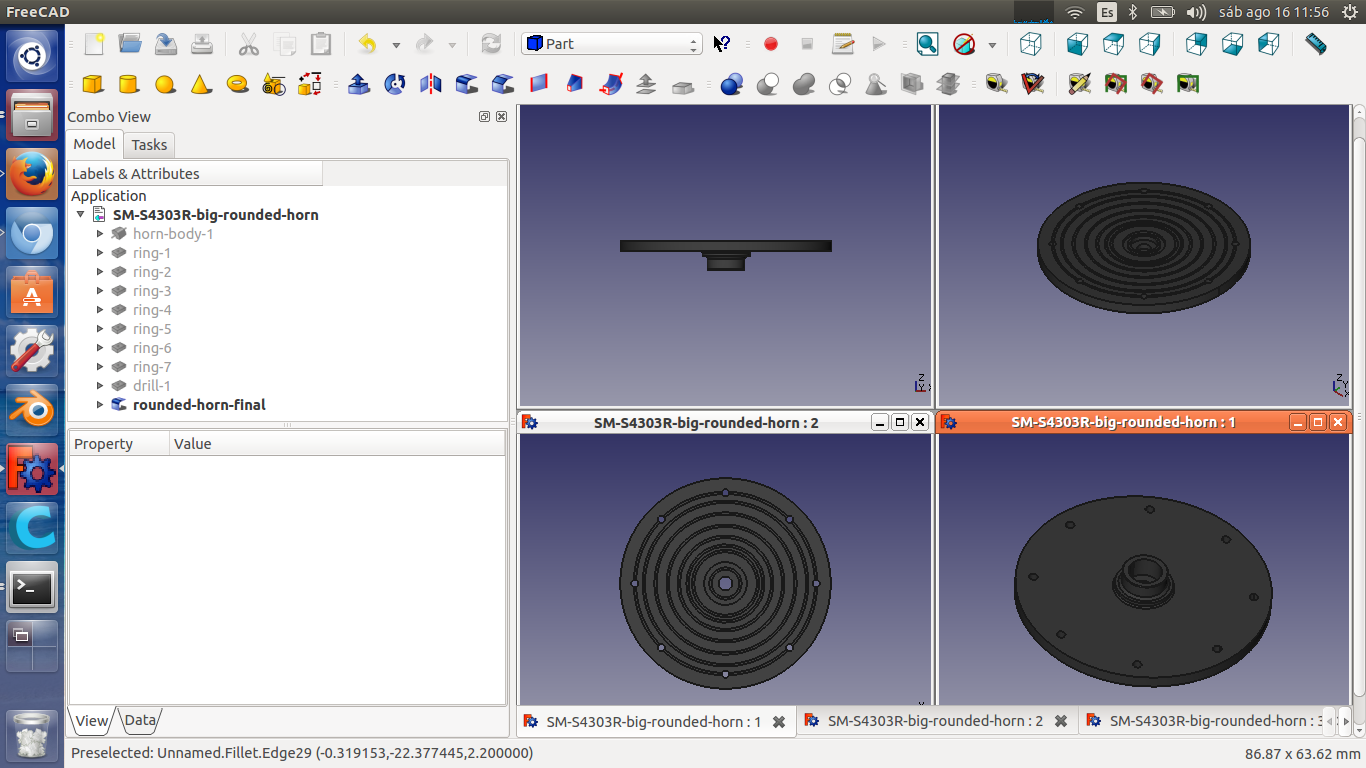 FreeCAD
Es
sáb ago 16 11:56
Part
Combo View
Model
Tasks
Labels & Attributes
Application
SM-S4303R-big-rounded-horn
horn-body-1
ring-1
ring-2
ring-3
ring-4
ring-5
ring-6
ring-7
drill-1
rounded-horn-final
Property
Value
View
Data
SM-S4303R-big-rounded-horn : 2
SM-S4303R-big-rounded-horn : 1
SM-S4303R-big-rounded-horn : 1
SM-S4303R-big-rounded-horn : 2
SM-S4303R-big-rounded-horn : 3
Preselected: Unnamed.Fillet.Edge29 (-0.319153,-22.377445,2.200000)
86.87 x 63.62 mm